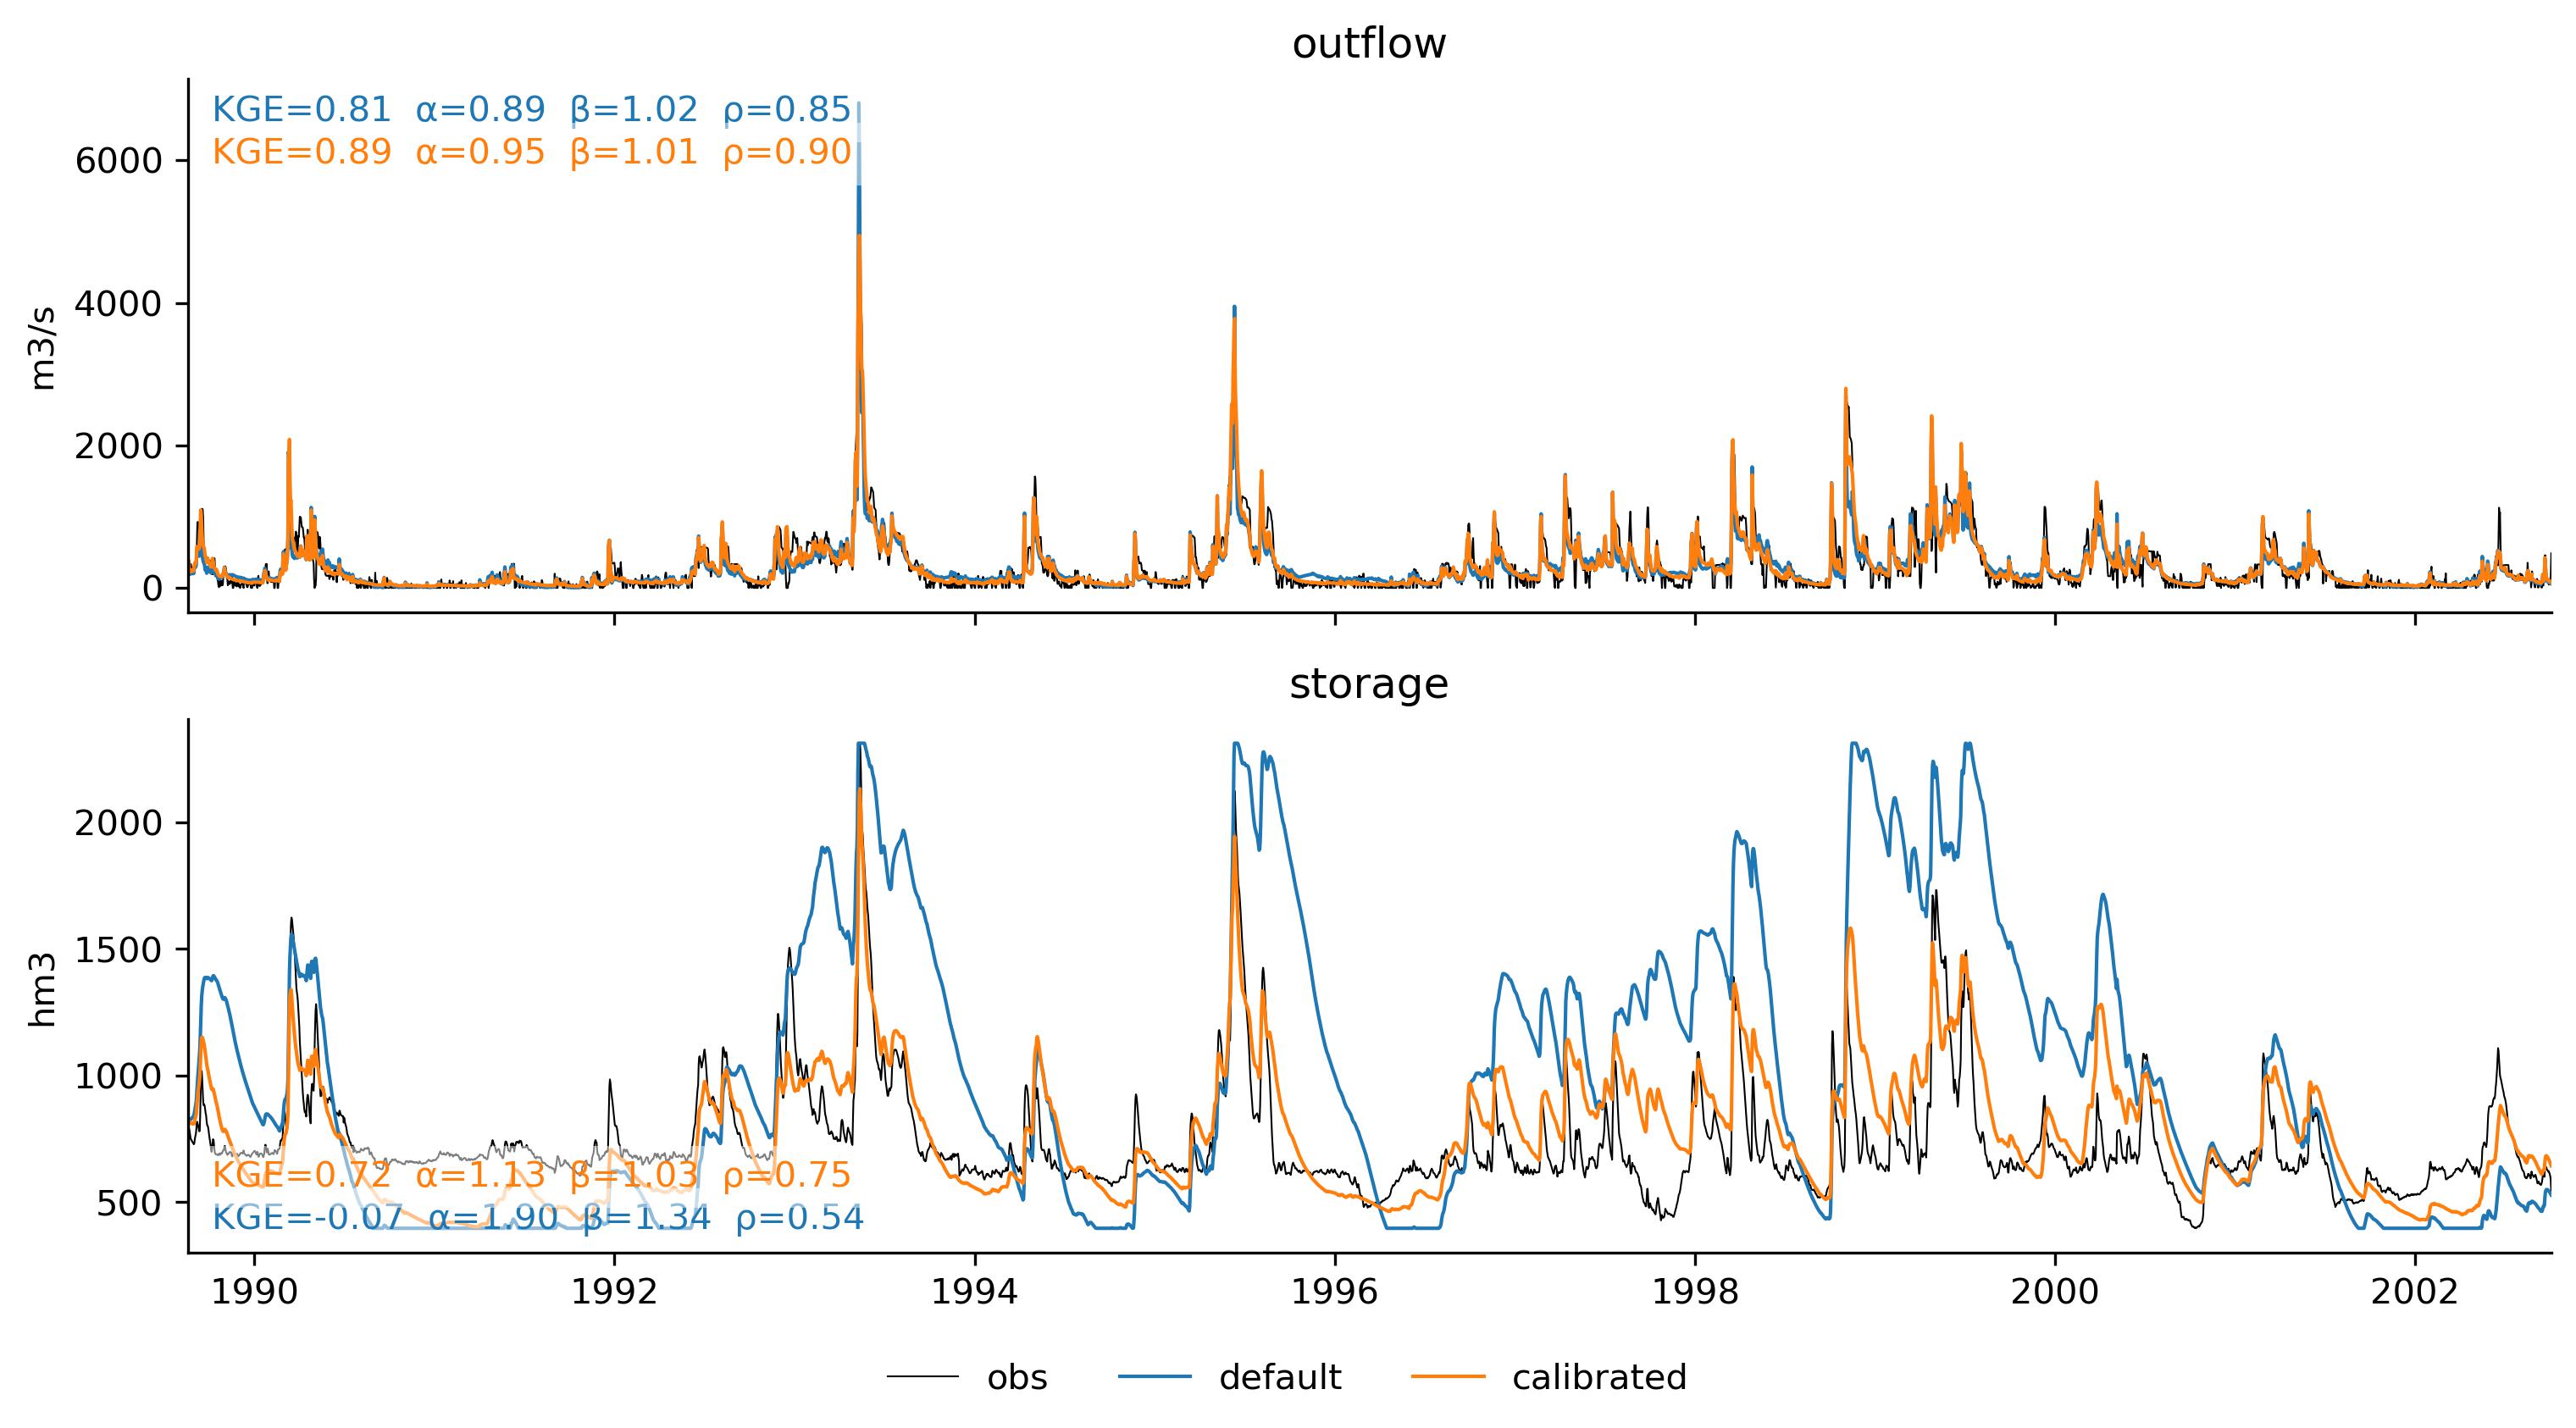 outflow
KGE=0.81 α=0.89 β=1.02 ρ=0.85
KGE=0.89 α=0.95 β=1.01 ρ=0.90
6000
4000
2000
0
m3/s
storage
2000
1500
1000
500
hm3
KGE=0.72 α=1.13 β=1.03 ρ=0.75
KGE=-0.07 α=1.90 β=1.34 ρ=0.54
1990 1992 1994 1996 1998 2000 2002
obs default calibrated